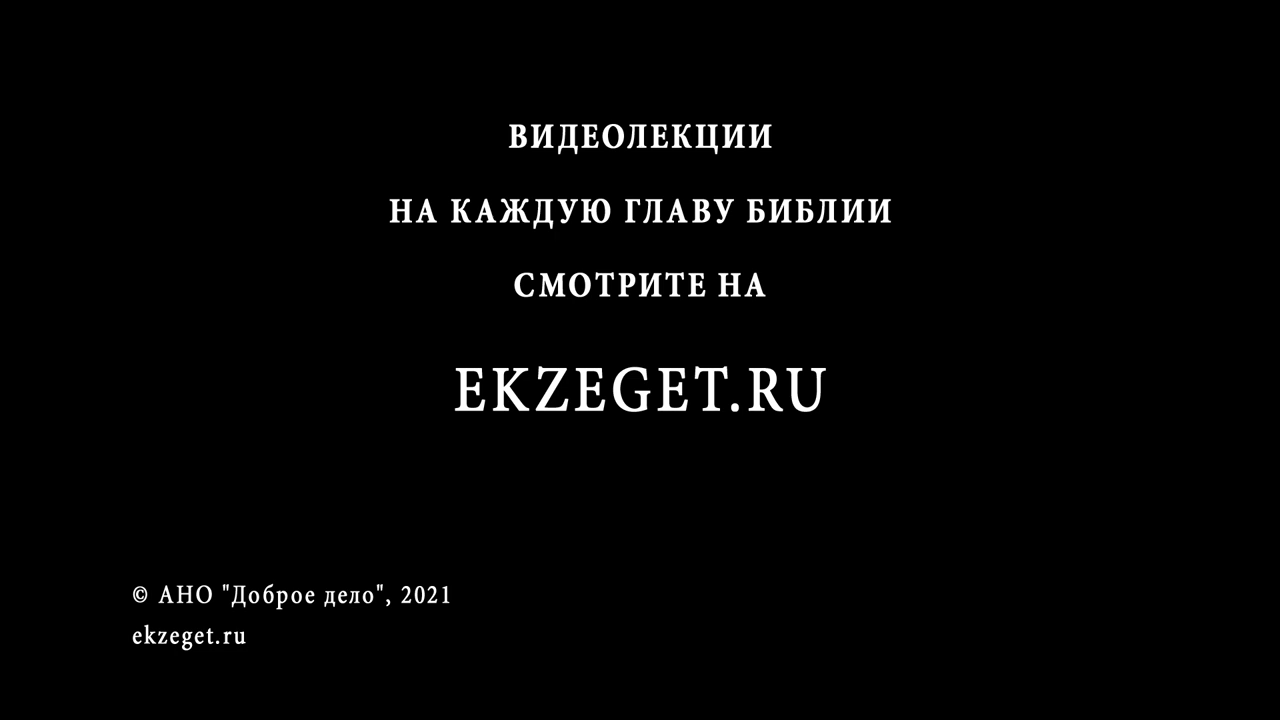 ВИДЕОЛЕКЦИИ
НА КАЖДУЮ ГЛАВУ БИБЛИИ
СМОТРИТЕ НА
EKZEGET.RU
© АНО "Доброе дело", 2021
ekzeget.ru